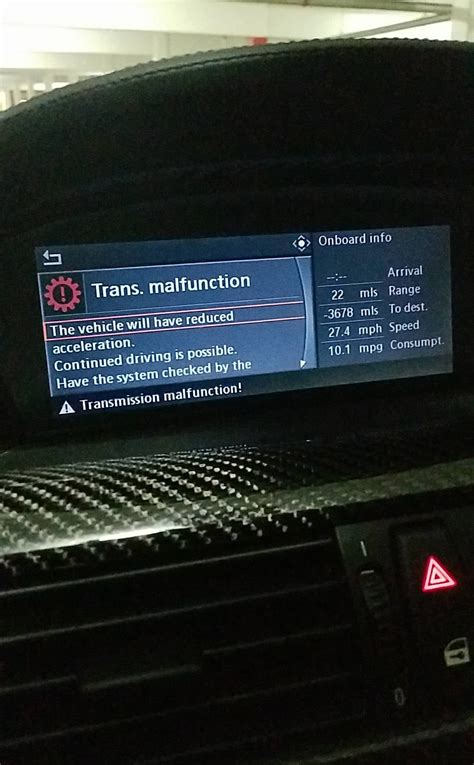 Onboard info
Trans. malfunction
The vehicle will have reduced
acceleration.
Continued driving is possible.
Have the system checked by the
--:-- Arrival
22 mls Range
-3678 mls To dest.
27.4 mph Speed
10.1 mpg Consumpt.
Transmission malfunction!
I
0